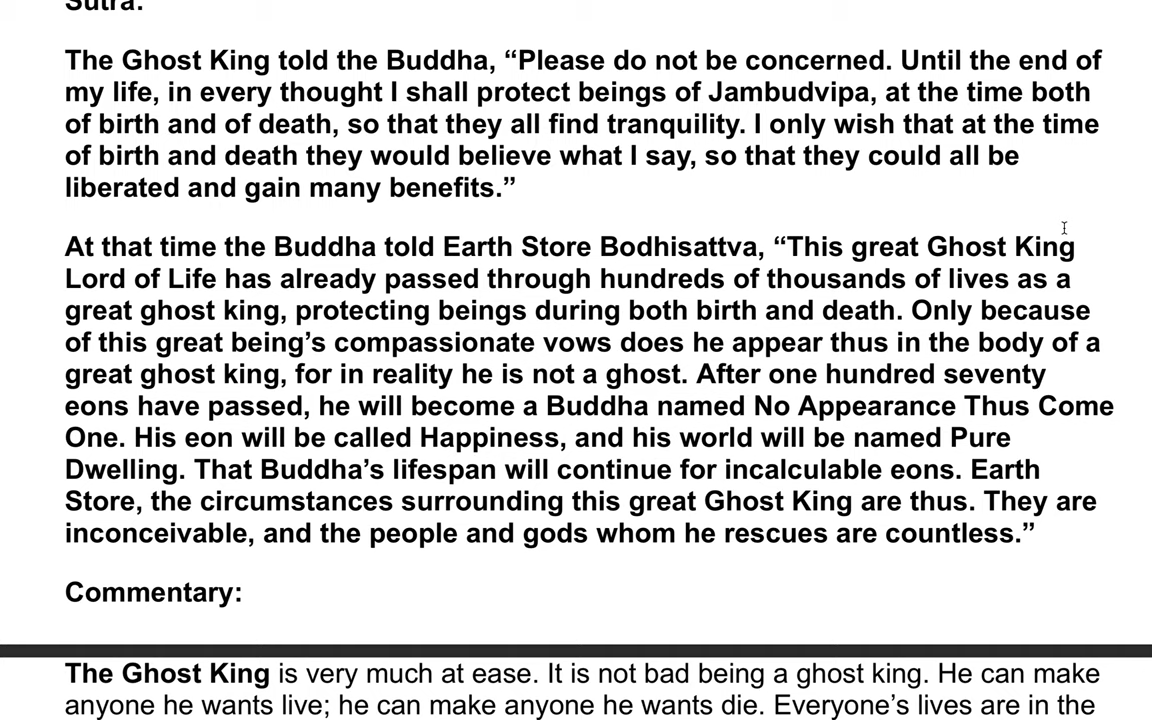 Sutra:
The Ghost King told the Buddha, “Please do not be concerned. Until the end of
my life, in every thought I shall protect beings of Jambudvipa, at the time both
of birth and of death, so that they all find tranquility. I only wish that at the time
of birth and death they would believe what I say, so that they could all be
liberated and gain many benefits.”
At that time the Buddha told Earth Store Bodhisattva, “This great Ghost King
Lord of Life has already passed through hundreds of thousands of lives as a
great ghost king, protecting beings during both birth and death. Only because
of this great being’s compassionate vows does he appear thus in the body of a
great ghost king, for in reality he is not a ghost. After one hundred seventy
eons have passed, he will become a Buddha named No Appearance Thus Come
One. His eon will be called Happiness, and his world will be named Pure
Dwelling. That Buddha’s lifespan will continue for incalculable eons. Earth
Store, the circumstances surrounding this great Ghost King are thus. They are
inconceivable, and the people and gods whom he rescues are countless.”
Commentary:
The Ghost King is very much at ease. It is not bad being a ghost king. He can make
anyone he wants live; he can make anyone he wants die. Everyone’s lives are in the